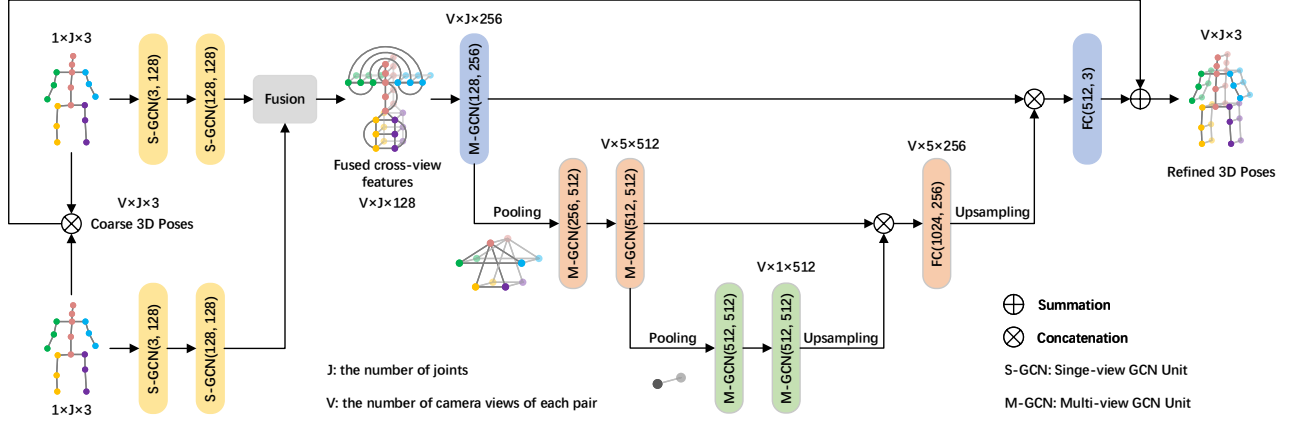 1×J×3
S-GCN(3, 128)
S-GCN(128, 128)
Fusion
Fused cross-view
features
V×J×128
V×J×256
M-GCN(128, 256)
V×J×3
Coarse 3D Poses
1×J×3
S-GCN(3, 128)
S-GCN(128, 128)
Pooling
M-GCN(256, 512)
V×5×512
M-GCN(512, 512)
Pooling
M-GCN(512, 512)
V×1×512
M-GCN(512, 512)
Upsampling
V×5×256
FC(1024, 256)
Upsampling
FC(512, 3)
V×J×3
Refined 3D Poses
J: the number of joints
V: the number of camera views of each pair
Summation
Concatenation
S-GCN: Singe-view GCN Unit
M-GCN: Multi-view GCN Unit